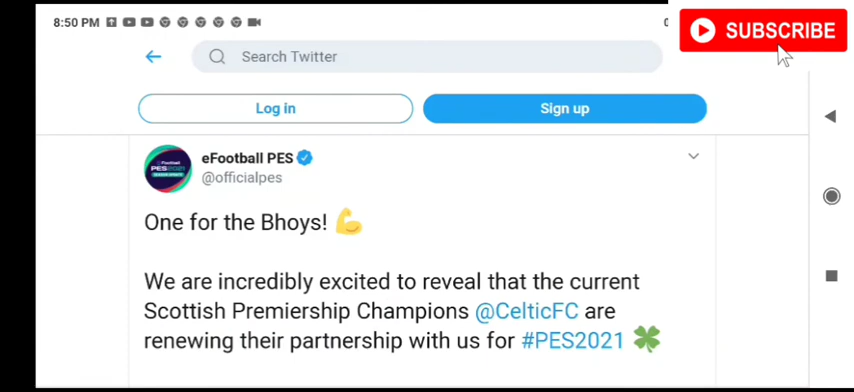 8:50 PM
SUBSCRIBE
Search Twitter
Log in
Sign up
eFootball PES
@officialpes
One for the Bhoys! 💪
We are incredibly excited to reveal that the current
Scottish Premiership Champions @CelticFC are
renewing their partnership with us for #PES2021 🍀